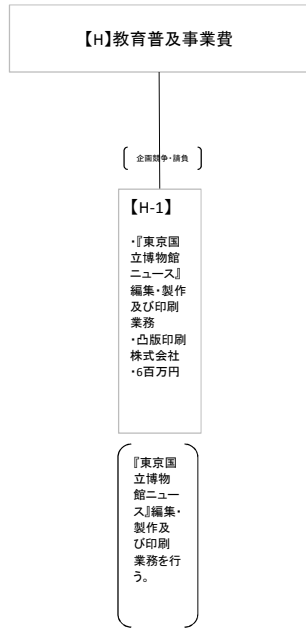 【H】教育普及事業費
企画競争・請負
【H-1】
・『東京国
立博物館
ニュース』
編集・製作
及び印刷
業務
・凸版印刷
株式会社
・6百万円
『東京国
立博物
館ニュー
ス』編集・
製作及
び印刷
業務を行
う。